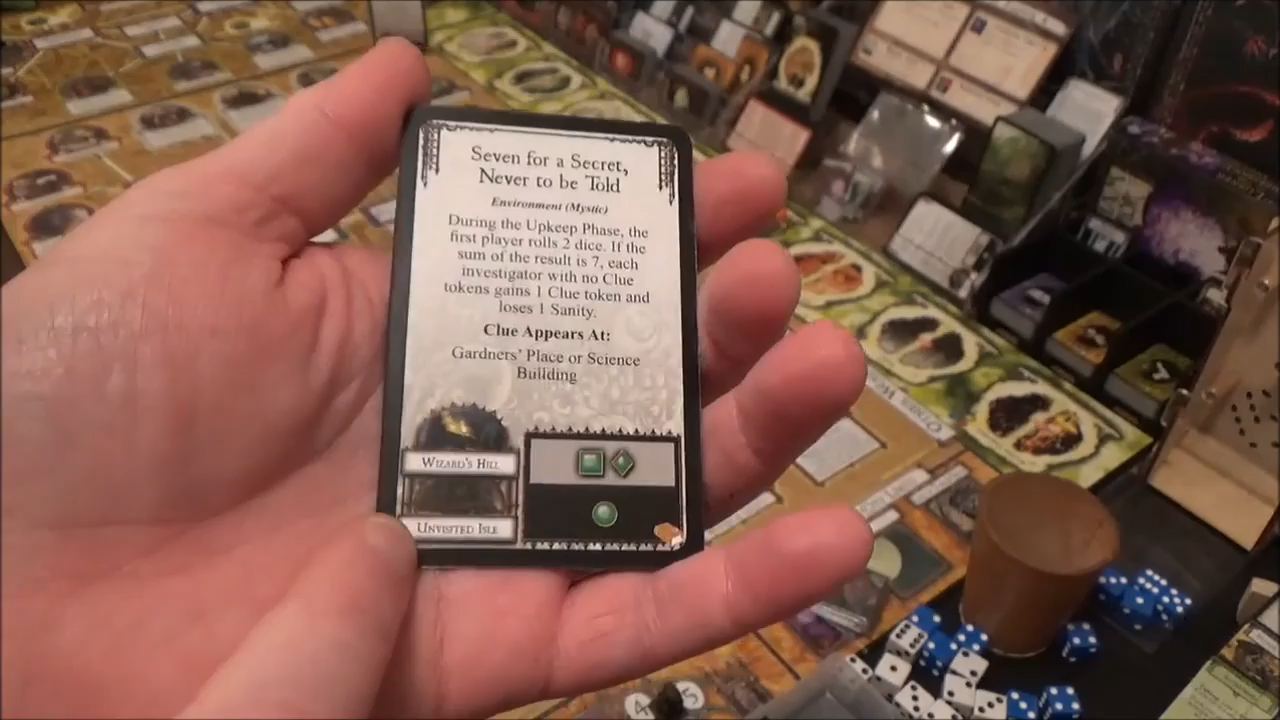 Seven for a Secret,
Never to be Told
Environment (Mystic)
During the Upkeep Phase, the
first player rolls 2 dice. If the
sum of the result is 7, each
investigator with no Clue
tokens gains 1 Clue token and
loses 1 Sanity.
Clue Appears At:
Gardners' Place or Science
Building
WIZARD'S HILL
UNVISITED ISLE